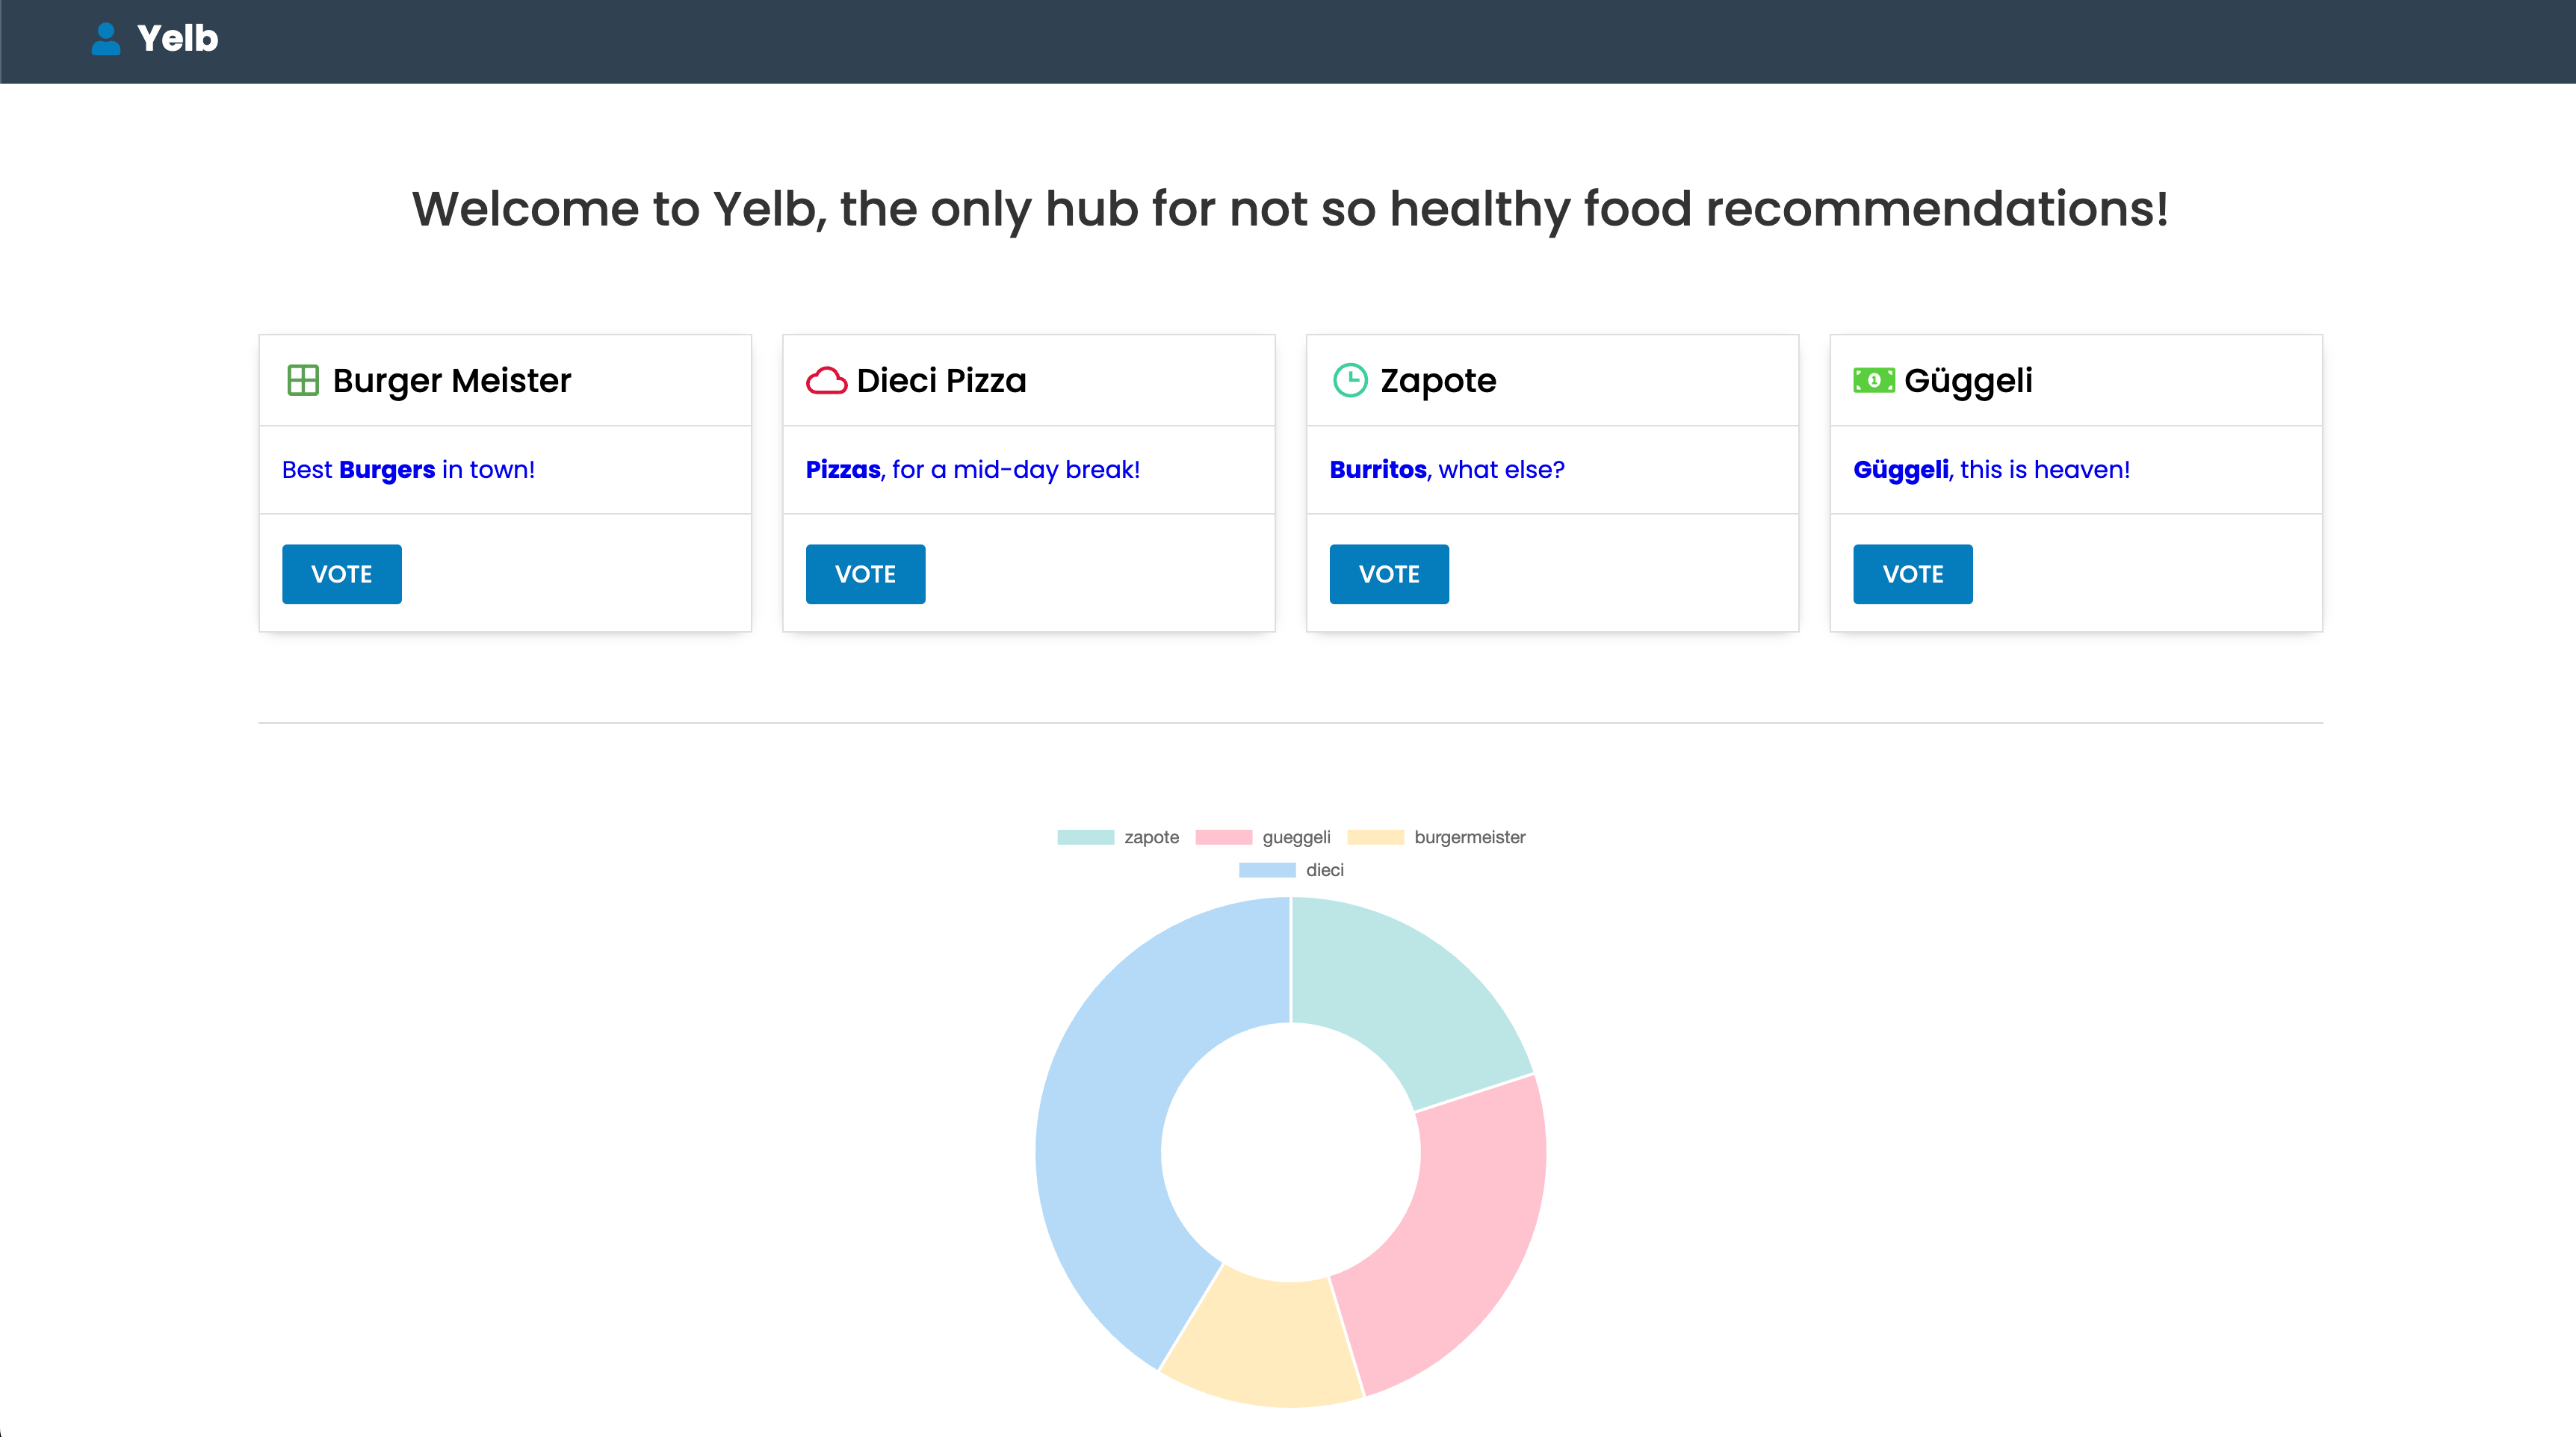 Yelb
Welcome to Yelb, the only hub for not so healthy food recommendations!
Burger Meister
Best Burgers in town!
VOTE
Dieci Pizza
Pizzas, for a mid-day break!
VOTE
Zapote
Burritos, what else?
VOTE
1
Güggeli
Güggeli, this is heaven!
VOTE
zapote gueggeli burgermeister
dieci